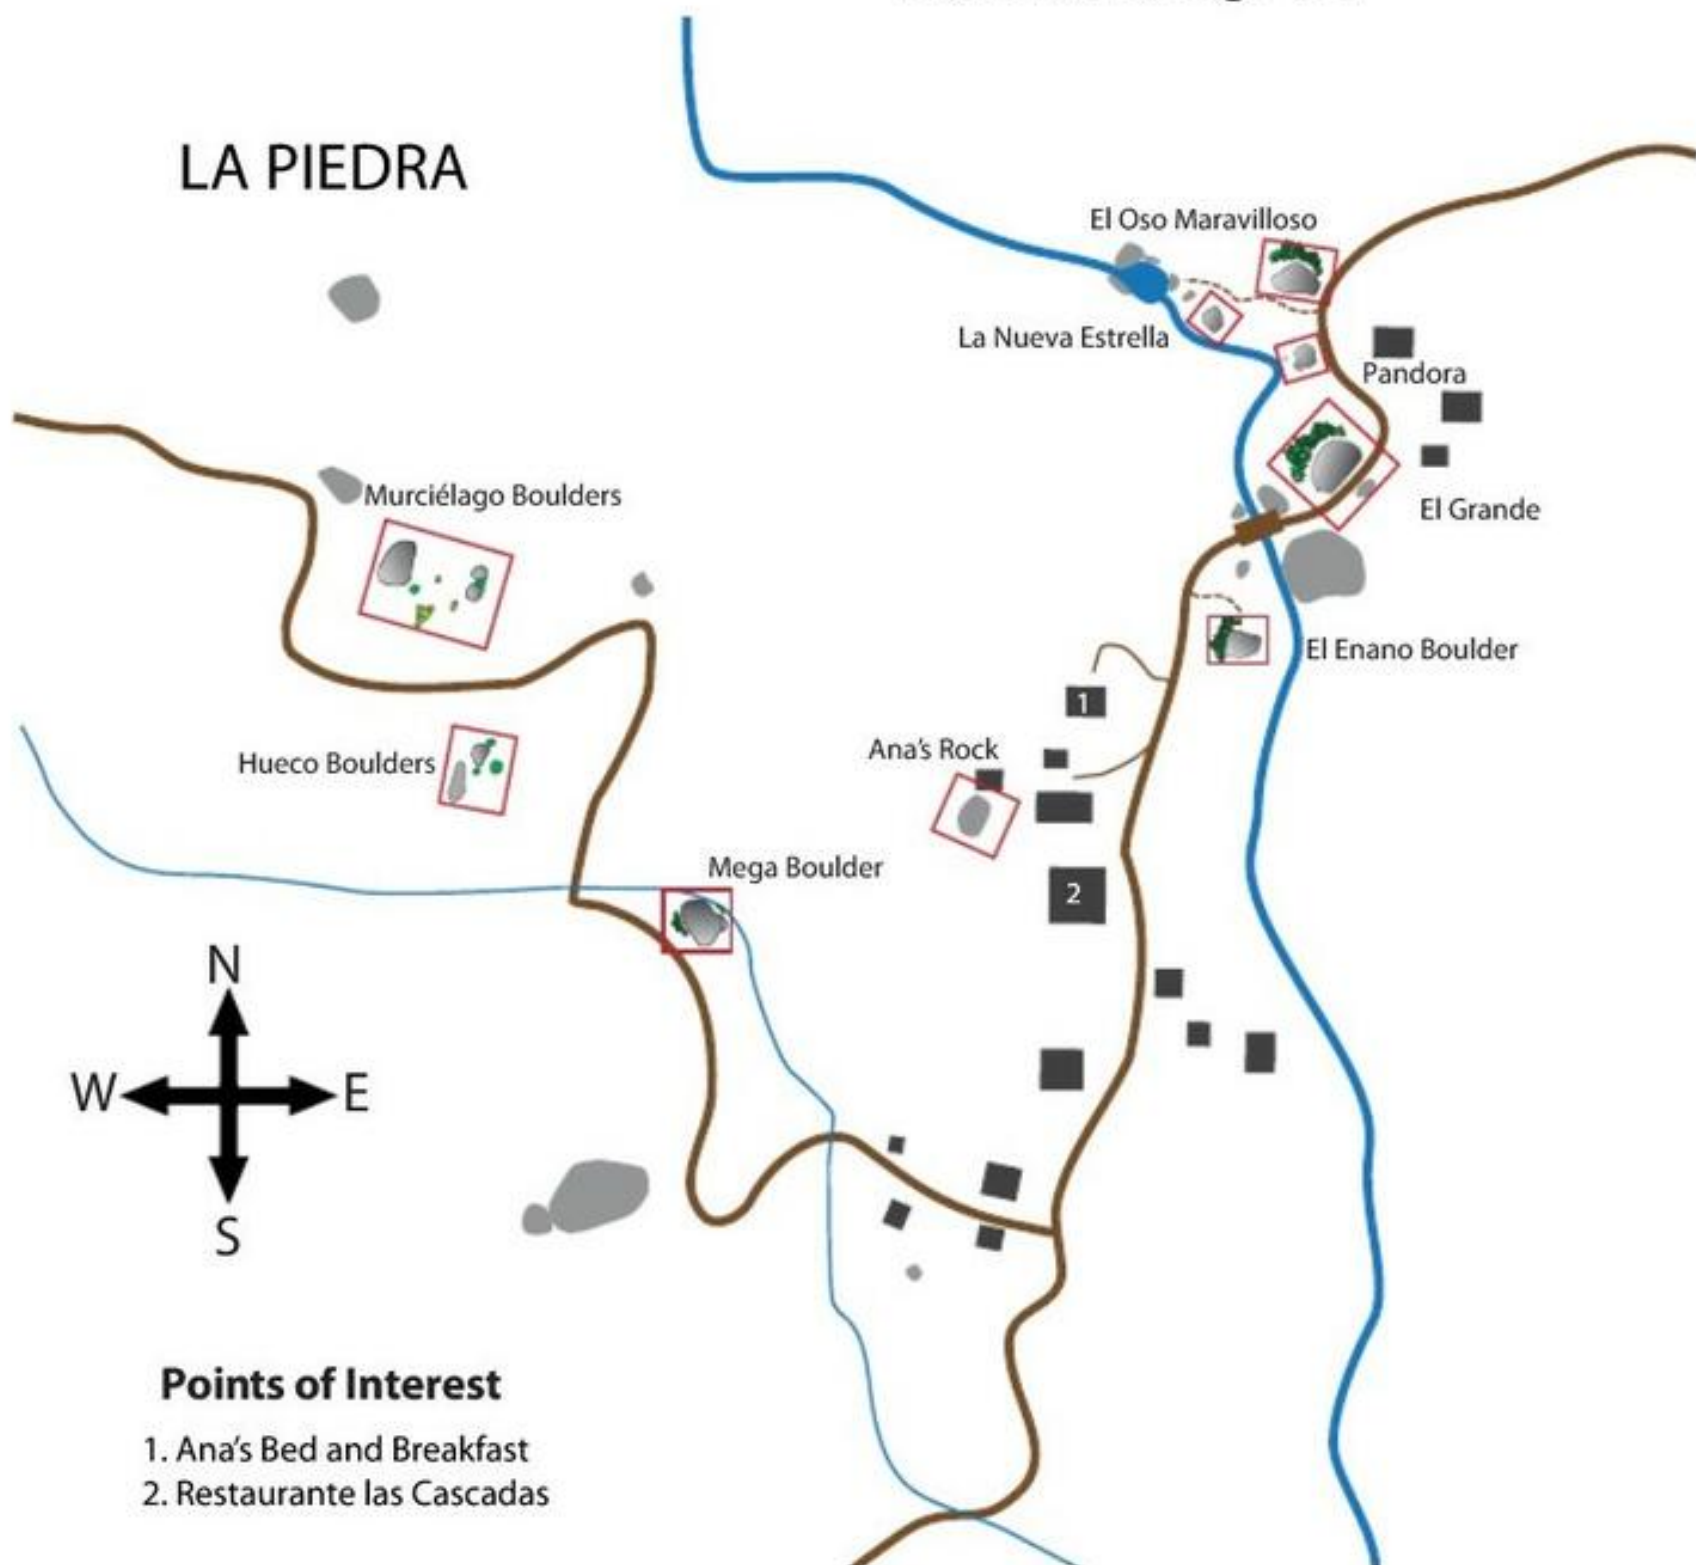 LA PIEDRA
El Oso Maravilloso
La Nueva Estrella
Pandora
Murciélago Boulders
El Grande
El Enano Boulder
1
Ana's Rock
Hueco Boulders
Mega Boulder
2
N
W E
S
Points of Interest
1. Ana's Bed and Breakfast
2. Restaurante las Cascadas